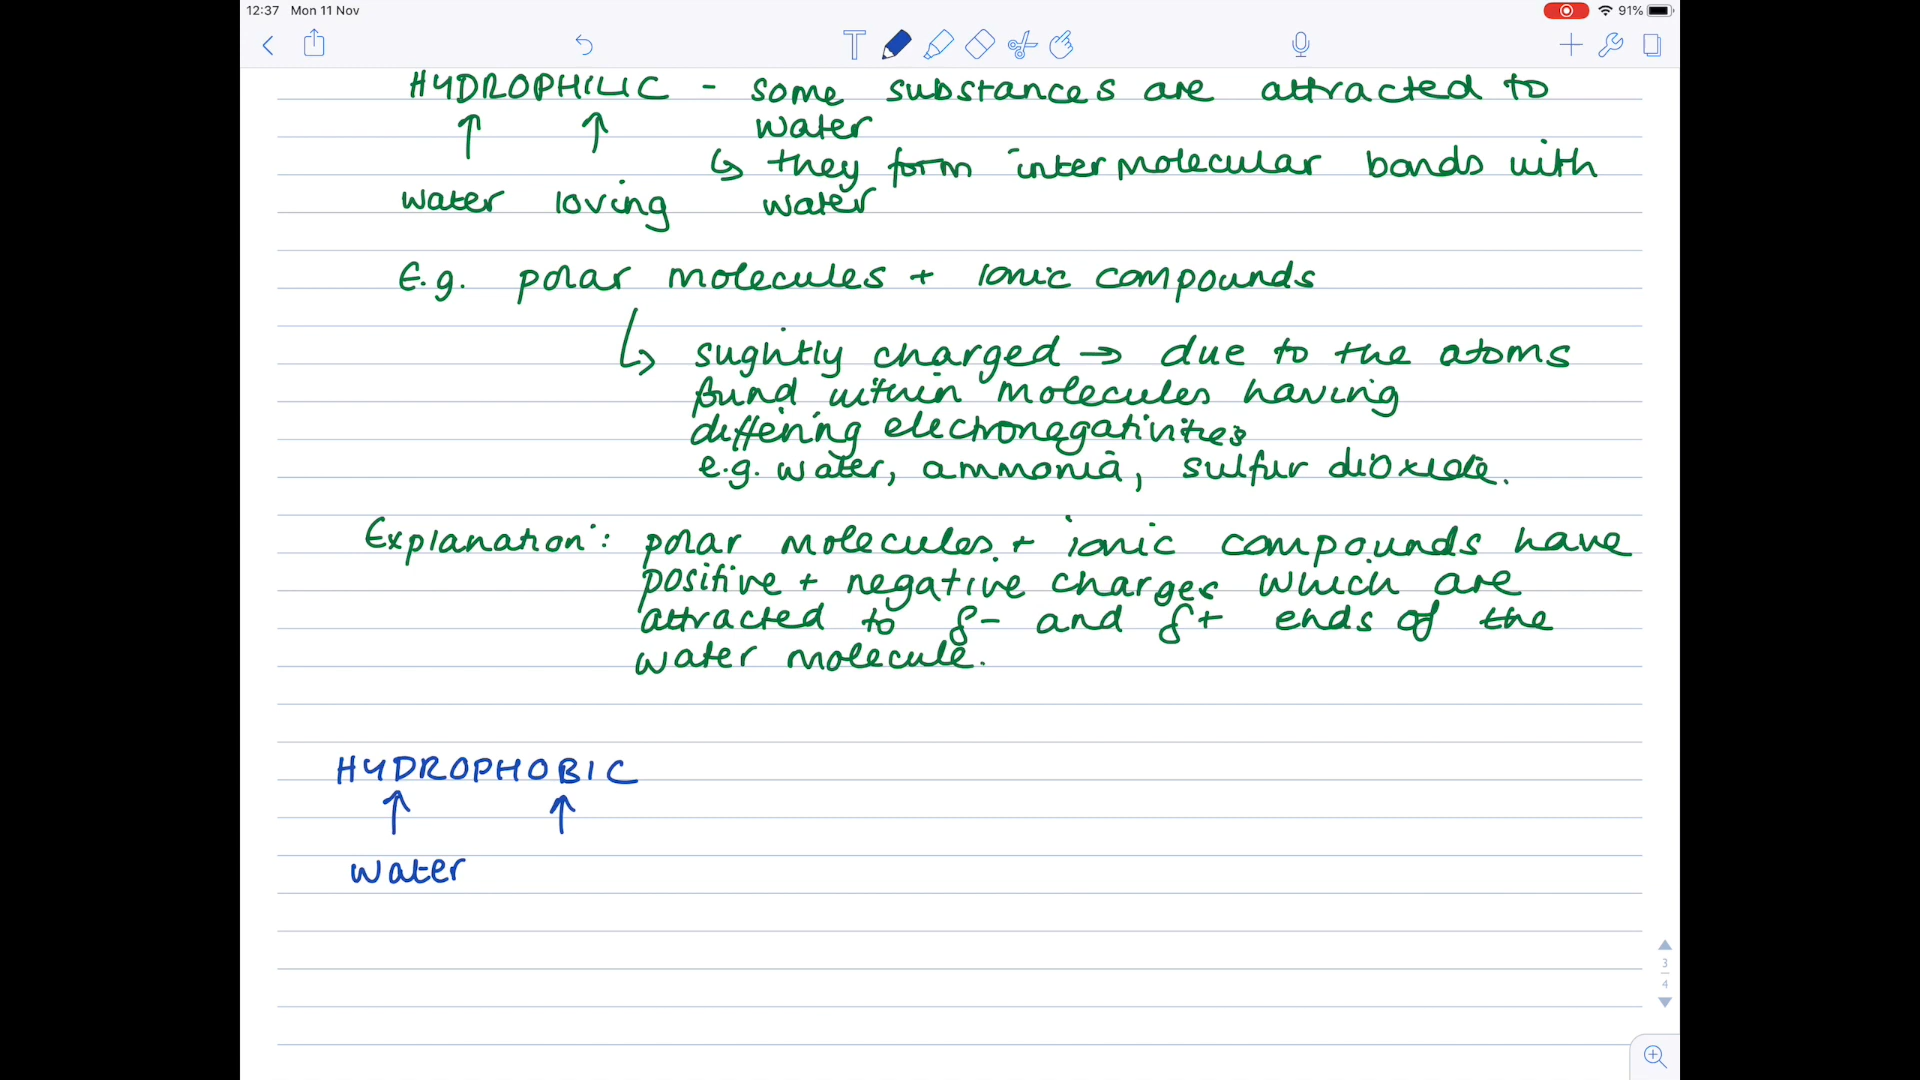 12:37 Mon 11 Nov
91%
T
HYDROPHILIC - some substances are attracted to
water
↑ ↑ ↳ they form intermolecular bonds with
water loving water
E.g. polar molecules + ionic compounds
↳ slightly charged → due to the atoms
found within molecules having
differing electronegativities
e.g. water, ammonia, sulfur dioxide.
Explanation: polar molecules + ionic compounds have
positive + negative charges which are
attracted to δ- and δ+ ends of the
water molecule.
HYDROPHOBIC
↑ ↑
water
3
4